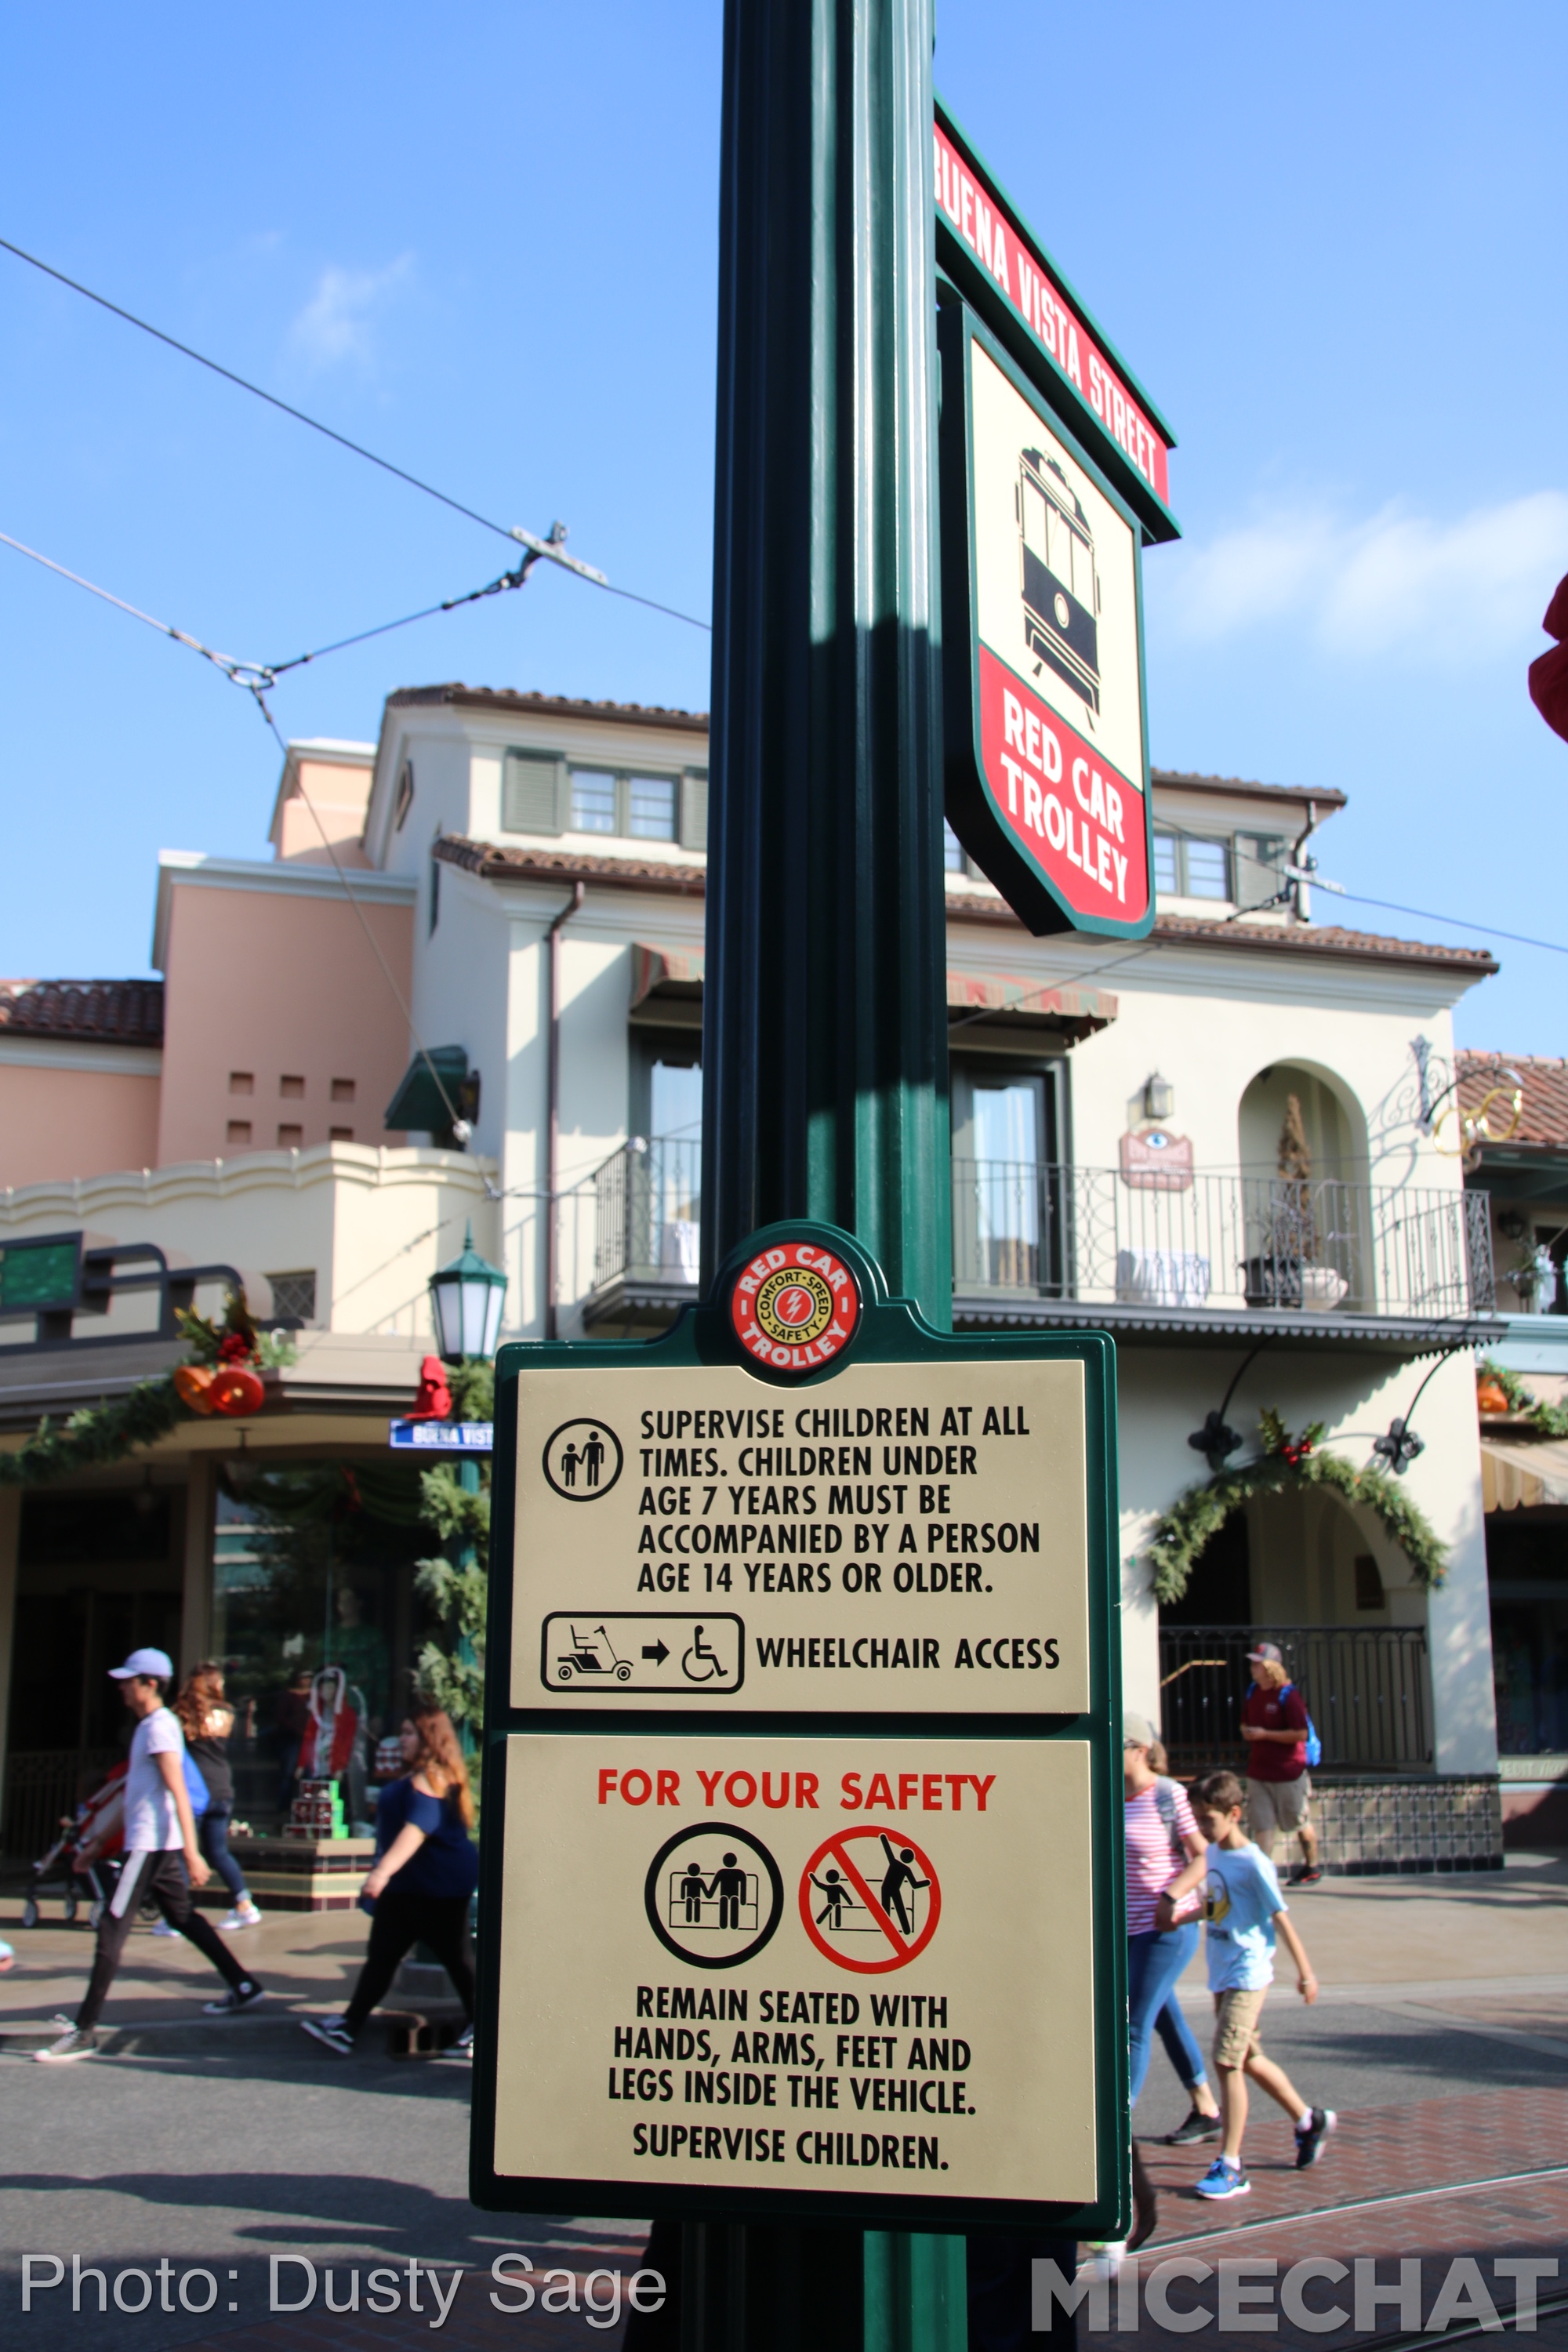 BUENA VISTA STREET
RED CAR
TROLLEY
RED CAR
TROLLEY
COMFORT-SPEED
-SAFETY-
BUENA VIST
SUPERVISE CHILDREN AT ALL
TIMES. CHILDREN UNDER
AGE 7 YEARS MUST BE
ACCOMPANIED BY A PERSON
AGE 14 YEARS OR OLDER.
WHEELCHAIR ACCESS
FOR YOUR SAFETY
REMAIN SEATED WITH
HANDS, ARMS, FEET AND
LEGS INSIDE THE VEHICLE.
SUPERVISE CHILDREN.
Photo: Dusty Sage
MICECHAT